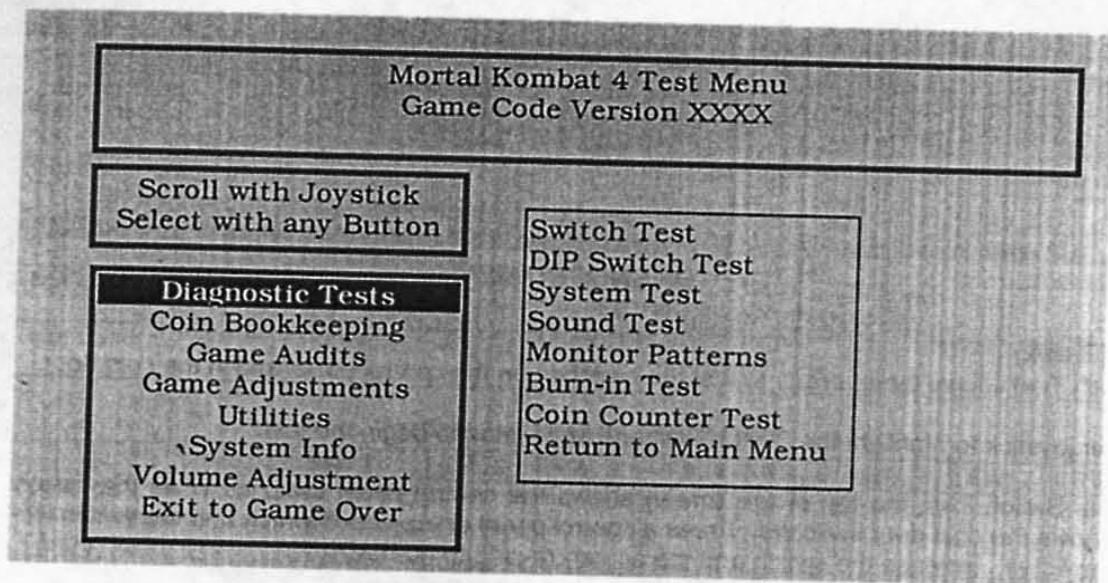 Mortal Kombat 4 Test Menu
Game Code Version XXXX
Scroll with Joystick
Select with any Button
Diagnostic Tests
Coin Bookkeeping
Game Audits
Game Adjustments
Utilities
System Info
Volume Adjustment
Exit to Game Over
Switch Test
DIP Switch Test
System Test
Sound Test
Monitor Patterns
Burn-in Test
Coin Counter Test
Return to Main Menu